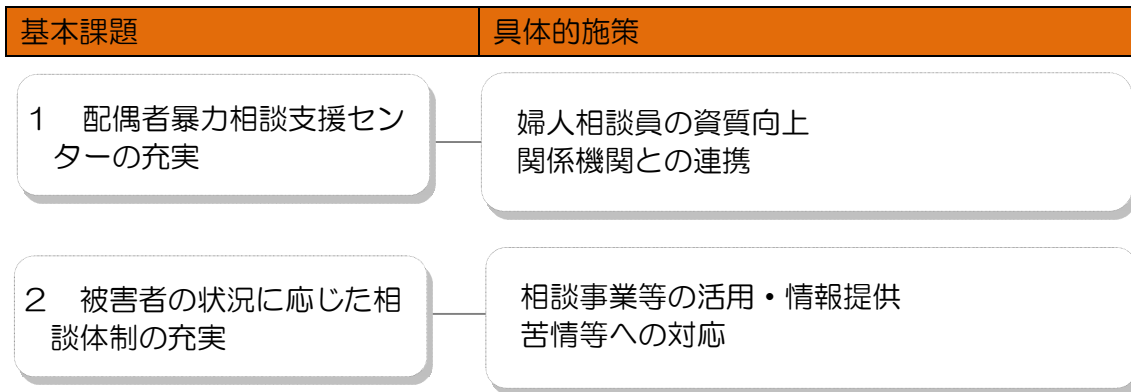 基本課題 具体的施策
１　配偶者暴力相談支援セン
ターの充実
婦人相談員の資質向上
関係機関との連携
２　被害者の状況に応じた相
談体制の充実
相談事業等の活用・情報提供
苦情等への対応